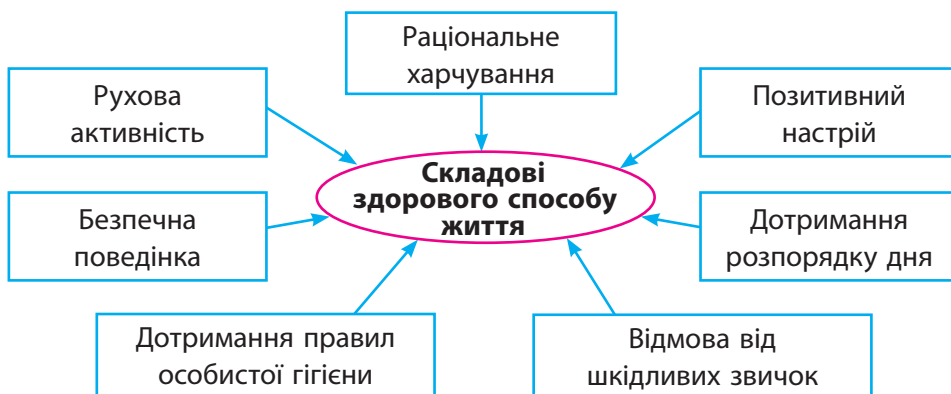 Раціональне
харчування
Рухова
активність
Позитивний
настрій
Складові
здорового способу
життя
Безпечна
поведінка
Дотримання
розпорядку дня
Дотримання правил
особистої гігієни
Відмова від
шкідливих звичок